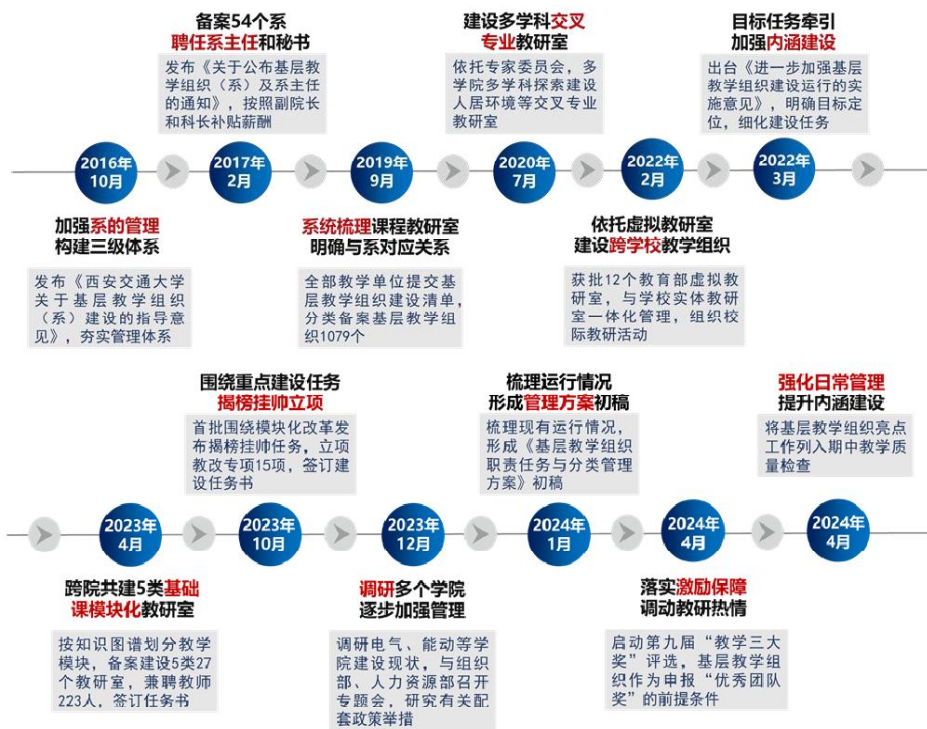 备案54个系
聘任系主任和秘书
发布《关于公布基层教
学组织（系）及系主任
的通知》，按照副院长
和科长补贴薪酬
建设多学科交叉
专业教研室
依托专家委员会，多
学院多学科探索建设
人居环境等交叉专业
教研室
目标任务牵引
加强内涵建设
出台《进一步加强基层
教学组织建设运行的实
施意见》，明确目标定
位，细化建设任务
2016年
10月
2017年
2月
2019年
9月
2020年
7月
2022年
2月
2022年
3月
加强系的管理
构建三级体系
发布《西安交通大学
关于基层教学组织
（系）建设的指导意
见》，夯实管理体系
系统梳理课程教研室
明确与系对应关系
全部教学单位提交基
层教学组织建设清单，
分类备案基层教学组
织1079个
依托虚拟教研室
建设跨学校教学组织
获批12个教育部虚拟教
研室，与学校实体教研
室一体化管理，组织校
际教研活动
围绕重点建设任务
揭榜挂帅立项
首批围绕模块化改革发
布揭榜挂帅任务，立项
教改专项15项，签订建
设任务书
梳理运行情况
形成管理方案初稿
梳理现有运行情况，
形成《基层教学组织
职责任务与分类管理
方案》初稿
强化日常管理
提升内涵建设
将基层教学组织亮点
工作列入期中教学质
量检查
2023年
4月
2023年
10月
2023年
12月
2024年
1月
2024年
4月
2024年
4月
跨院共建5类基础
课模块化教研室
按知识图谱划分教学
模块，备案建设5类27
个教研室，兼聘教师
223人，签订任务书
调研多个学院
逐步加强管理
调研电气、能动等学
院建设现状，与组织
部、人力资源部召开
专题会，研究有关配
套政策举措
落实激励保障
调动教研热情
启动第九届“教学三大
奖”评选，基层教学组
织作为申报“优秀团队
奖”的前提条件